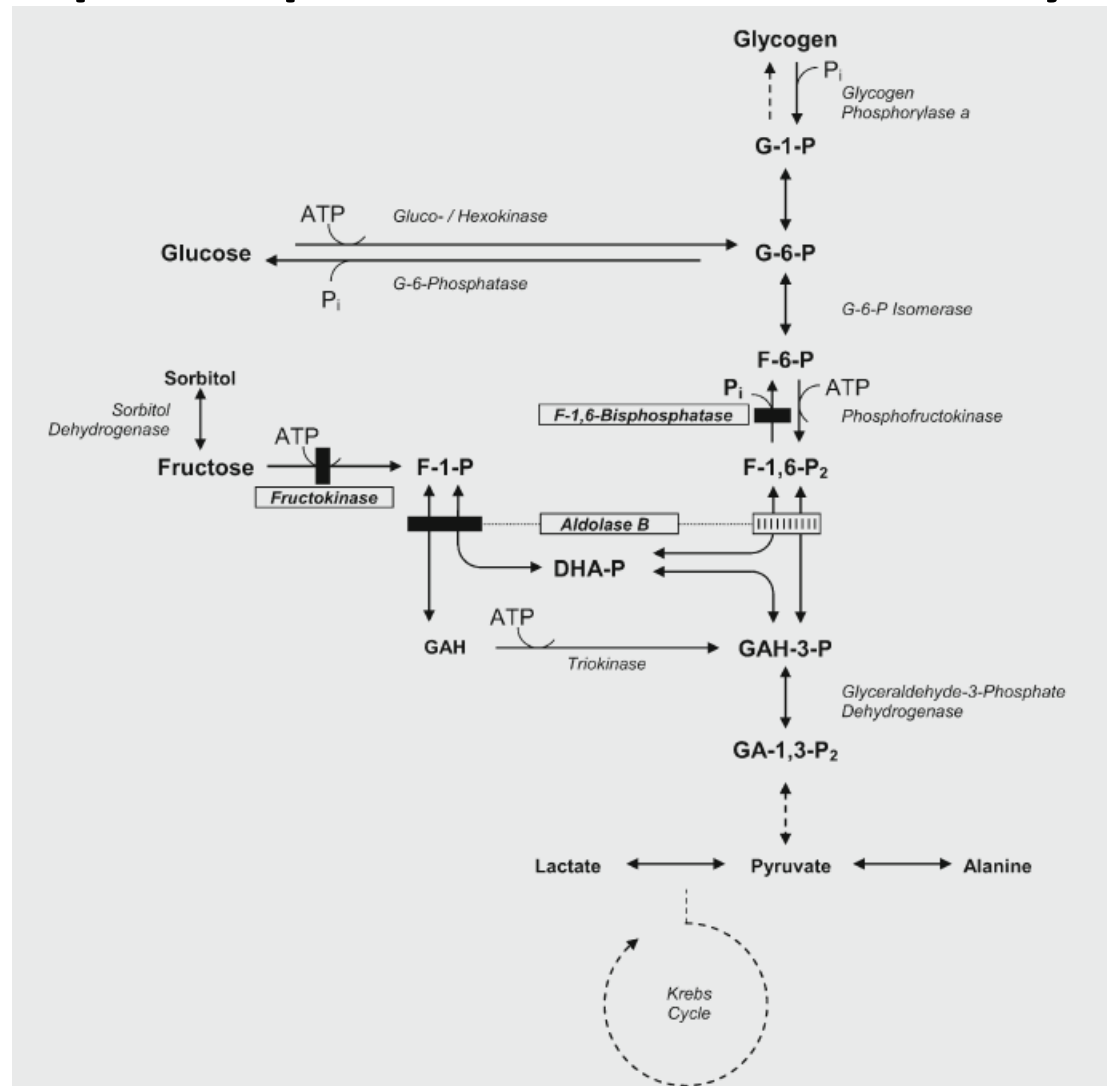 Glycogen
Pi
Glycogen
Phosphorylase a
G-1-P
ATP
Gluco- / Hexokinase
Glucose
G-6-P
G-6-Phosphatase
Pi
G-6-P Isomerase
F-6-P
Sorbitol
Pi
ATP
Sorbitol
Dehydrogenase
F-1,6-Bisphosphatase
Phosphofructokinase
ATP
Fructose
F-1-P
F-1,6-P2
Fructokinase
Aldolase B
DHA-P
ATP
GAH
GAH-3-P
Triokinase
Glyceraldehyde-3-Phosphate
Dehydrogenase
GA-1,3-P2
Lactate
Pyruvate
Alanine
Krebs
Cycle